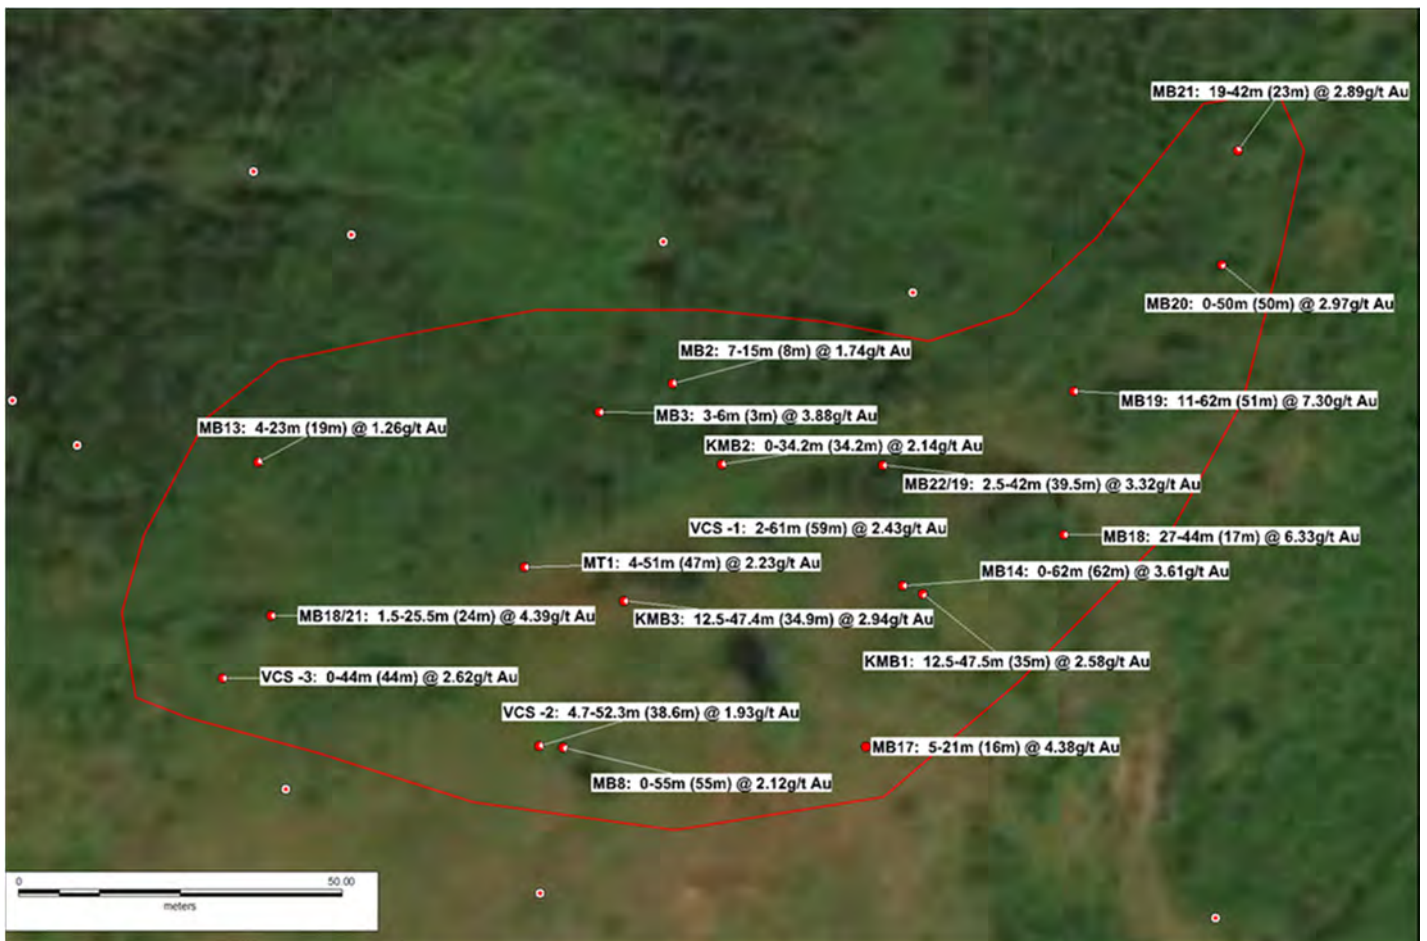 MB21: 19-42m (23m) @ 2.89g/t Au
MB20: 0-50m (50m) @ 2.97g/t Au
MB2: 7-15m (8m) @ 1.74g/t Au
MB19: 11-62m (51m) @ 7.30g/t Au
MB3: 3-6m (3m) @ 3.88g/t Au
MB13: 4-23m (19m) @ 1.26g/t Au
KMB2: 0-34.2m (34.2m) @ 2.14g/t Au
MB22/19: 2.5-42m (39.5m) @ 3.32g/t Au
VCS -1: 2-61m (59m) @ 2.43g/t Au
MB18: 27-44m (17m) @ 6.33g/t Au
MT1: 4-51m (47m) @ 2.23g/t Au
MB14: 0-62m (62m) @ 3.61g/t Au
MB18/21: 1.5-25.5m (24m) @ 4.39g/t Au
KMB3: 12.5-47.4m (34.9m) @ 2.94g/t Au
KMB1: 12.5-47.5m (35m) @ 2.58g/t Au
VCS -3: 0-44m (44m) @ 2.62g/t Au
VCS -2: 4.7-52.3m (38.6m) @ 1.93g/t Au
MB17: 5-21m (16m) @ 4.38g/t Au
MB8: 0-55m (55m) @ 2.12g/t Au
0 50.00
meters